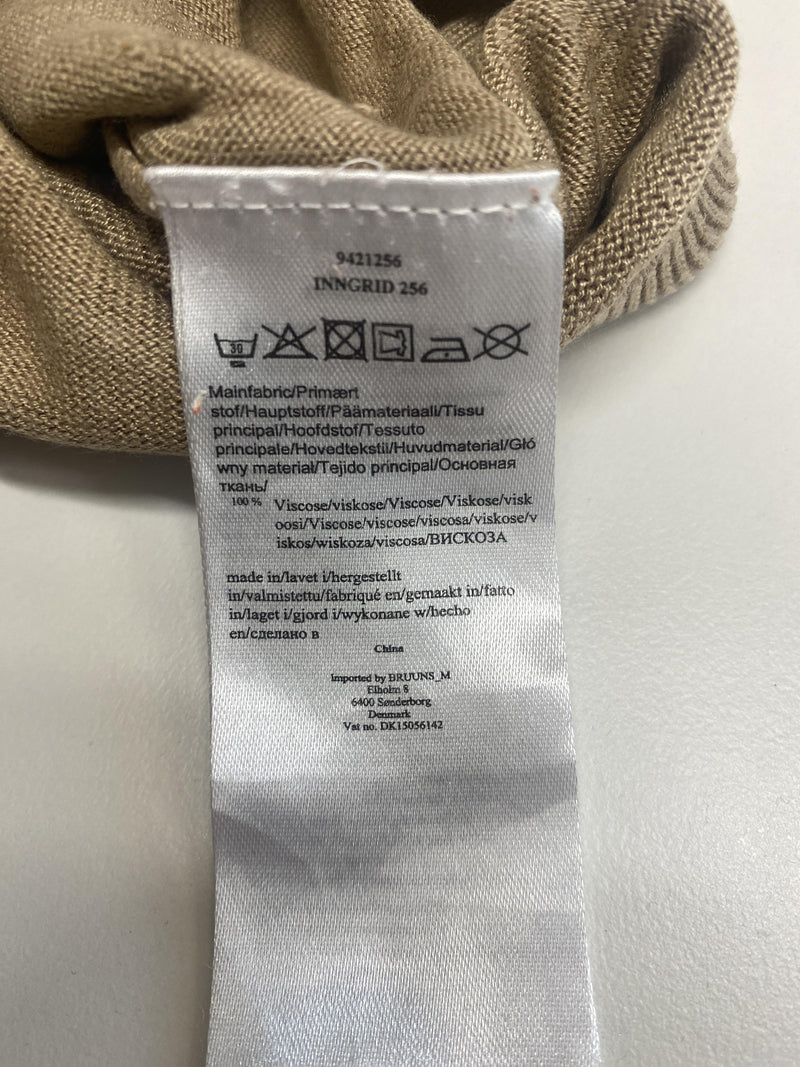 9421256
INNGRID 256
30
Mainfabric/Primært
stof/Hauptstoff/Päämateriaali/Tissu
principal/Hoofdstof/Tessuto
principale/Hovedtekstil/Huvudmaterial/Głó
wny materiał/Tejido principal/Основная
ткань/
100 % Viscose/viskose/Viscose/Viskose/visk
oosi/Viscose/viscose/viscosa/viskose/v
iskos/wiskoza/viscosa/ВИСКОЗА
made in/lavet i/hergestellt
in/valmistettu/fabriqué en/gemaakt in/fatto
in/laget i/gjord i/wykonane w/hecho
en/сделано в
China
Imported by BRUUNS_M
Elholm 8
6400 Sønderborg
Denmark
Vat no. DK15056142